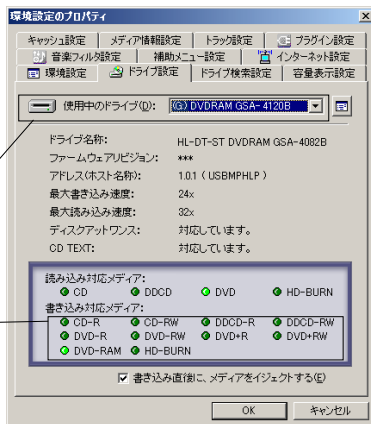 環境設定のプロパティ
キャッシュ設定 メディア情報設定 トラック設定 プラグイン設定
音楽フィルタ設定 補助メニュー設定 インターネット設定
環境設定 ドライブ設定 ドライブ検索設定 容量表示設定
使用中のドライブ(D): (G:) DVDRAM GSA-4120B
ドライブ名称: HL-DT-ST DVDRAM GSA-4082B
ファームウェアリビジョン: ***
アドレス(ホスト名称): 1.0.1 ( USBMPHLP )
最大書き込み速度: 24x
最大読み込み速度: 32x
ディスクアットワンス: 対応しています。
CD TEXT: 対応しています。
読み込み対応メディア:
CD DDCD DVD HD-BURN
書き込み対応メディア:
CD-R CD-RW DDCD-R DDCD-RW
DVD-R DVD-RW DVD+R DVD+RW
DVD-RAM HD-BURN
書き込み直後に、メディアをイジェクトする(E)
OK キャンセル